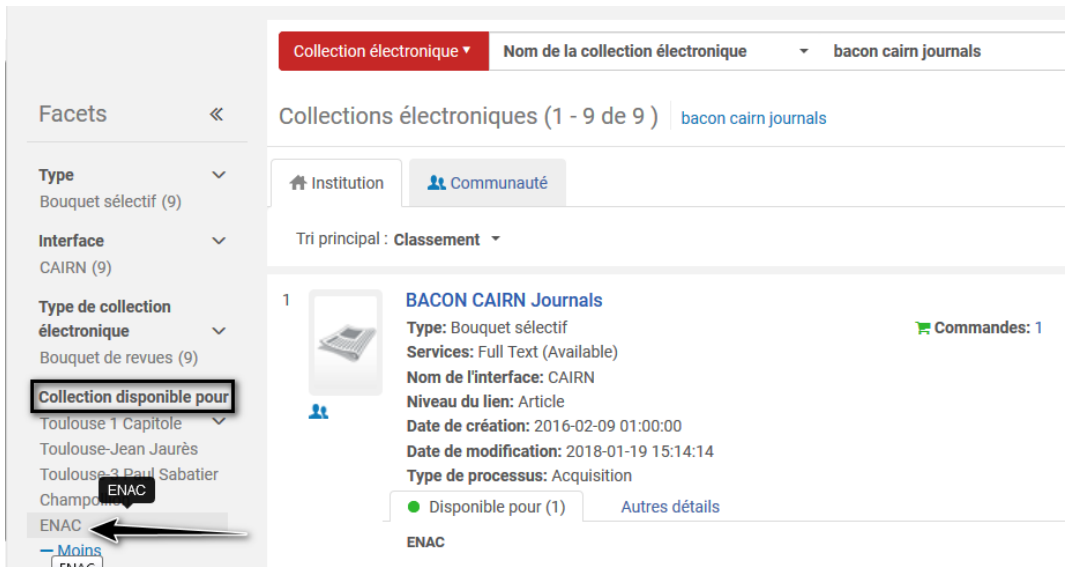 Collection électronique
Nom de la collection électronique
bacon cairn journals
Facets
«
Collections électroniques (1 - 9 de 9 )
bacon cairn journals
Type
Bouquet sélectif (9)
Institution
Communauté
Interface
CAIRN (9)
Tri principal : Classement
Type de collection
électronique
Bouquet de revues (9)
Collection disponible pour
Toulouse 1 Capitole
Toulouse-Jean Jaurès
Toulouse-3 Paul Sabatier
ENAC
ENAC
Moins
ENAC
1
BACON CAIRN Journals
Type: Bouquet sélectif
Commandes: 1
Services: Full Text (Available)
Nom de l'interface: CAIRN
Niveau du lien: Article
Date de création: 2016-02-09 01:00:00
Date de modification: 2018-01-19 15:14:14
Type de processus: Acquisition
Disponible pour (1)
Autres détails
ENAC